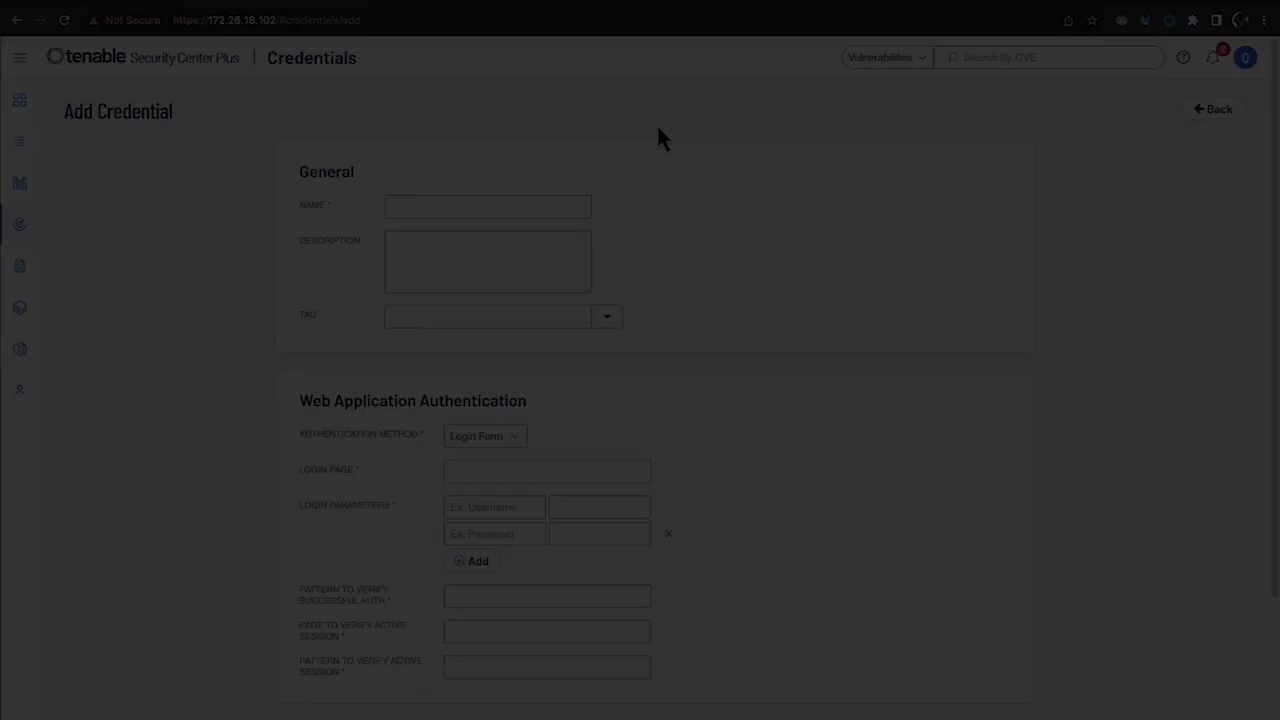 Not Secure https://172.26.18.102/#credentials/add
tenable Security Center Plus | Credentials
Vulnerabilities
Search By CVE
Add Credential
Back
General
NAME *
DESCRIPTION
TAG
Web Application Authentication
AUTHENTICATION METHOD * Login Form
LOGIN PAGE *
LOGIN PARAMETERS * Ex. Username
Ex. Password
Add
PATTERN TO VERIFY
SUCCESSFUL AUTH *
PAGE TO VERIFY ACTIVE
SESSION *
PATTERN TO VERIFY ACTIVE
SESSION *